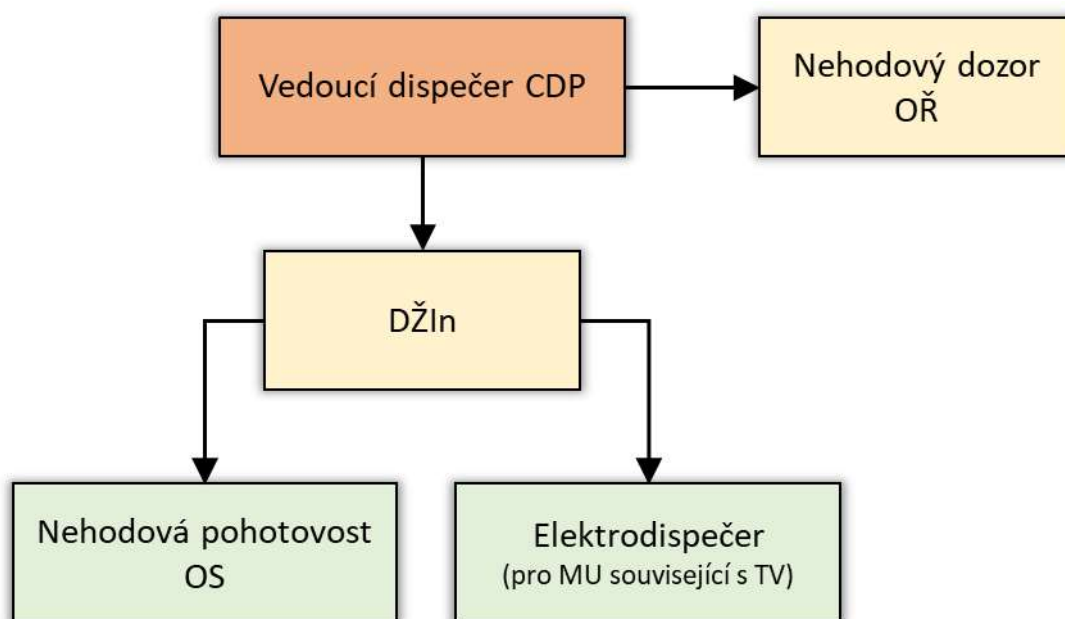 Vedoucí dispečer CDP
Nehodový dozor
OŘ
DŽIn
Nehodová pohotovost
OS
Elektrodispečer
(pro MU související s TV)